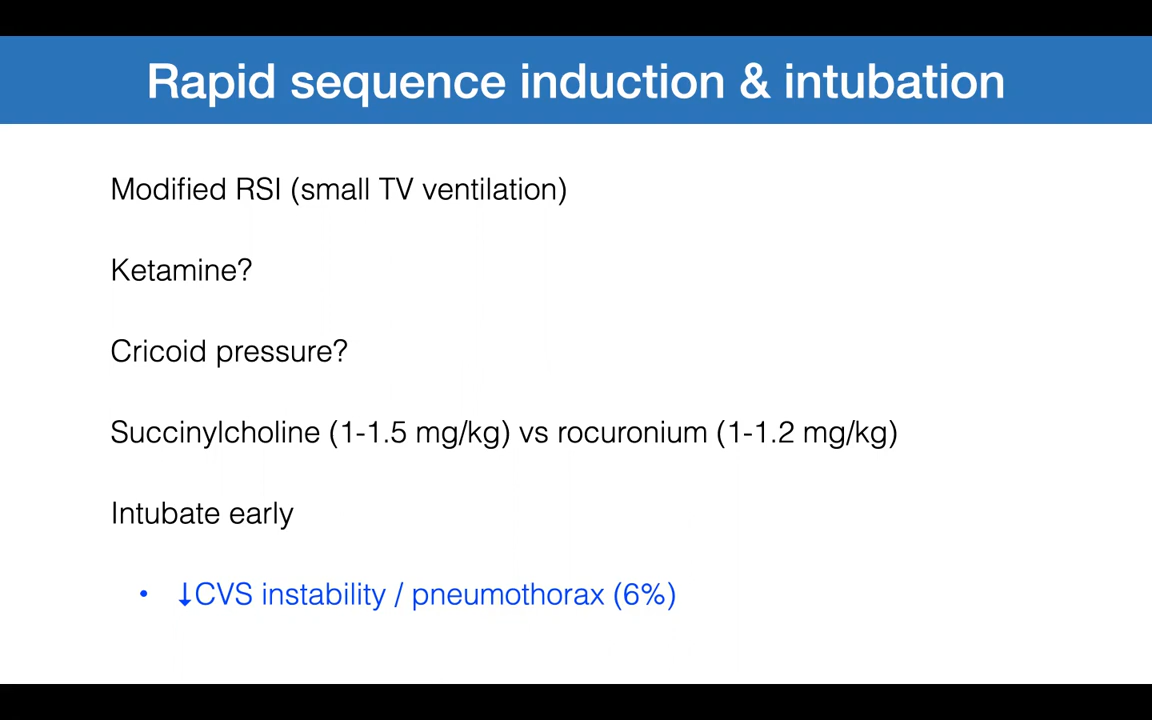 Rapid sequence induction & intubation
Modified RSI (small TV ventilation)
Ketamine?
Cricoid pressure?
Succinylcholine (1-1.5 mg/kg) vs rocuronium (1-1.2 mg/kg)
Intubate early
• ↓CVS instability / pneumothorax (6%)